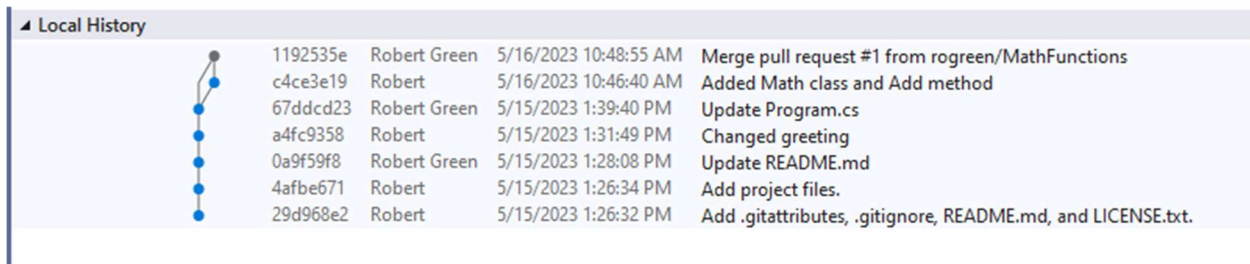 Local History
1192535e Robert Green 5/16/2023 10:48:55 AM Merge pull request #1 from rogreen/MathFunctions
c4ce3e19 Robert 5/16/2023 10:46:40 AM Added Math class and Add method
67ddcd23 Robert Green 5/15/2023 1:39:40 PM Update Program.cs
a4fc9358 Robert 5/15/2023 1:31:49 PM Changed greeting
0a9f59f8 Robert Green 5/15/2023 1:28:08 PM Update README.md
4afbe671 Robert 5/15/2023 1:26:34 PM Add project files.
29d968e2 Robert 5/15/2023 1:26:32 PM Add .gitattributes, .gitignore, README.md, and LICENSE.txt.